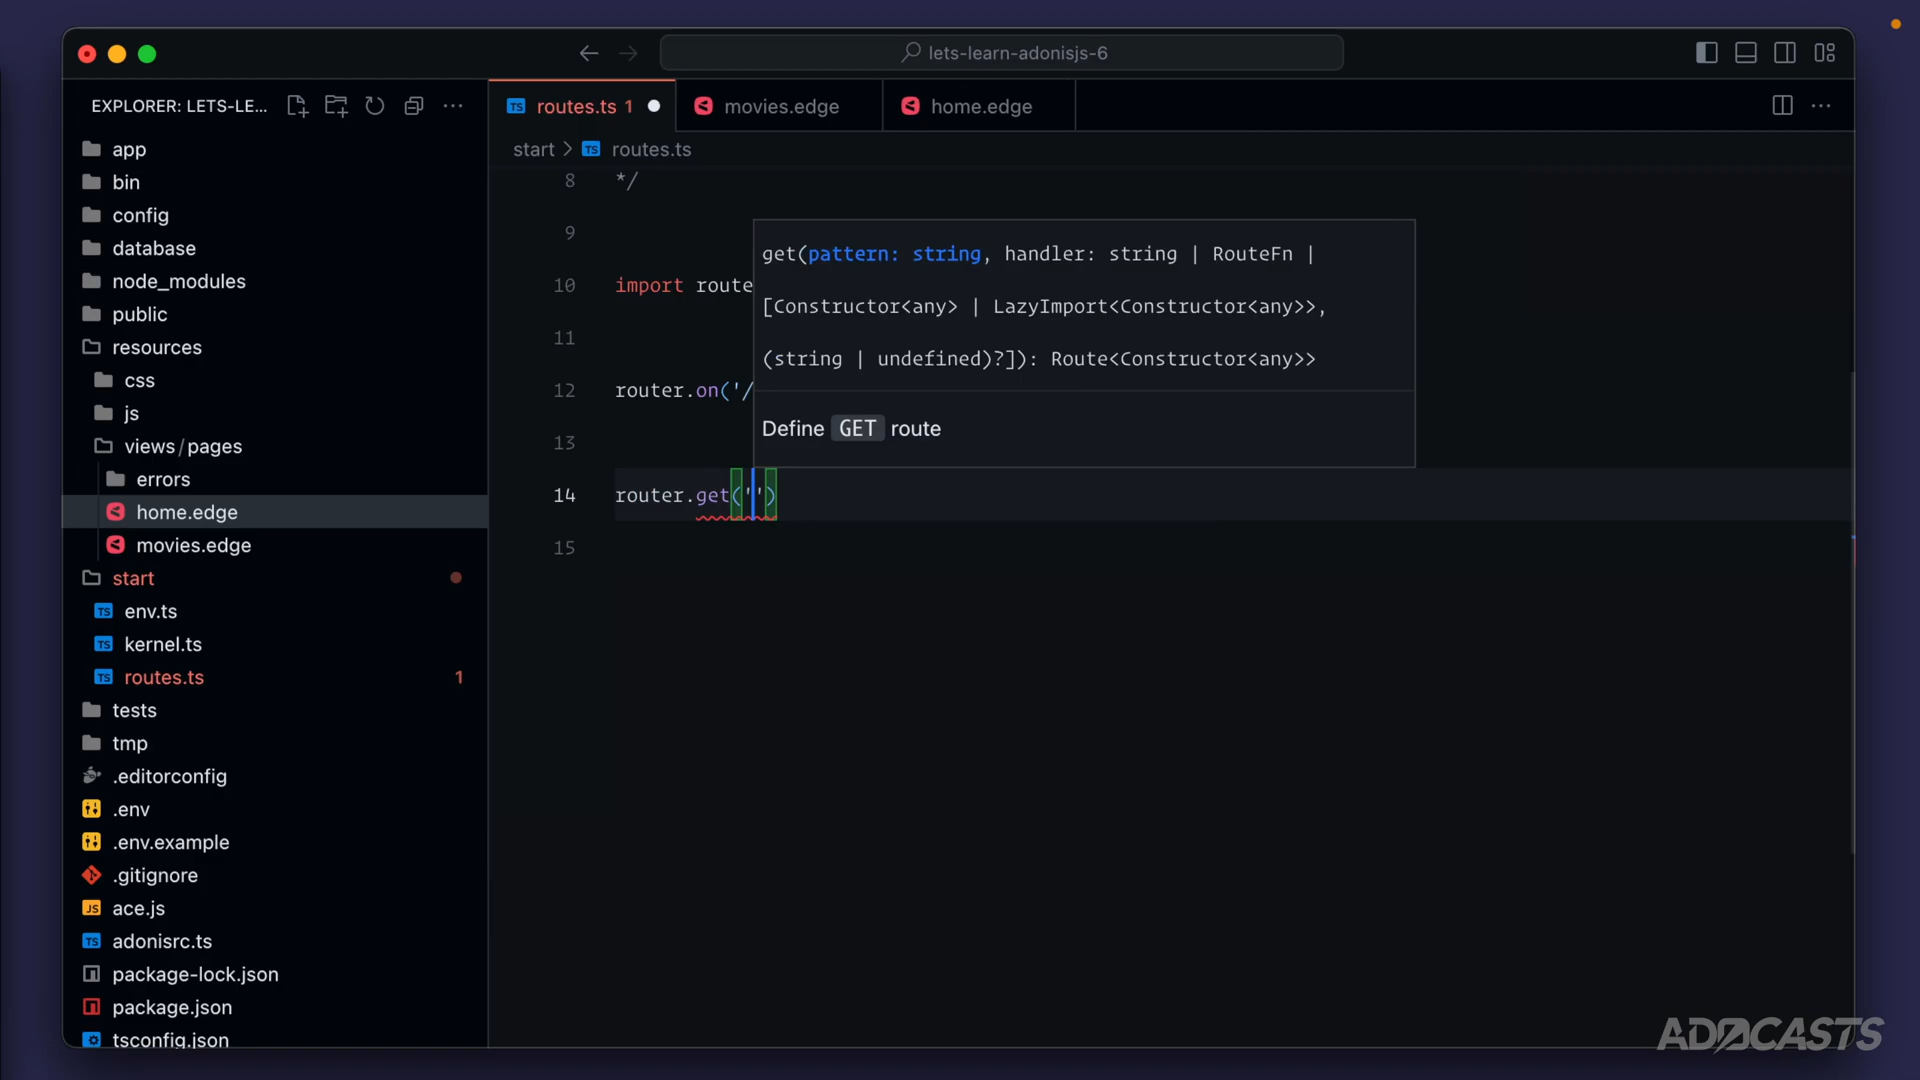 lets-learn-adonisjs-6
EXPLORER: LETS-LE...
routes.ts 1
movies.edge
home.edge
start > routes.ts
app
bin
config
database
node_modules
public
resources
css
js
views/pages
errors
home.edge
movies.edge
start
env.ts
kernel.ts
routes.ts 1
tests
tmp
.editorconfig
.env
.env.example
.gitignore
ace.js
adonisrc.ts
package-lock.json
package.json
tsconfig.json
8 */
9
10 import route
11
12 router.on('/
13
14 router.get('')
15
get(pattern: string, handler: string | RouteFn |
[Constructor<any> | LazyImport<Constructor<any>>,
(string | undefined)?]): Route<Constructor<any>>
Define GET route
ADOCASTS